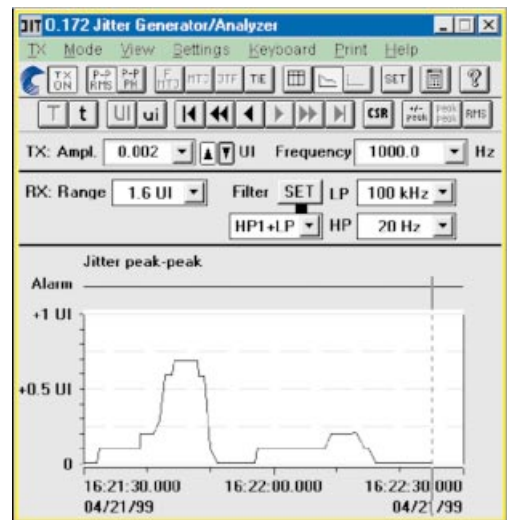 JIT O.172 Jitter Generator/Analyzer
TX Mode View Settings Keyboard Print Help
TX ON P-P RMS P-P PH F MTJ MTJ JTF TIE SET ?
T t UI ui CSR +/- peak Peak peak RMS
TX: Ampl. 0.002 UI Frequency 1000.0 Hz
RX: Range 1.6 UI Filter SET LP 100 kHz
HP1+LP HP 20 Hz
Jitter peak-peak
Alarm
+1 UI
+0.5 UI
0
16:21:30.000 16:22:00.000 16:22:30.000
04/21/99 04/21/99